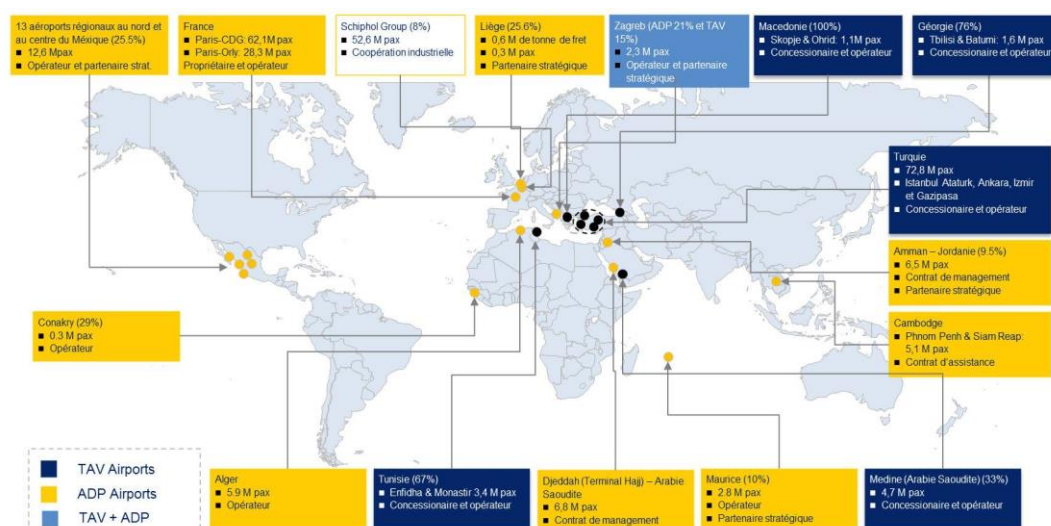 13 aéroports régionaux au nord et
au centre du Méxique (25.5%)
■ 12,6 Mpax
■ Opérateur et partenaire strat.
France
■ Paris-CDG: 62,1M pax
■ Paris-Orly: 28,3 M pax
Propriétaire et opérateur
Schiphol Group (8%)
■ 52,6 M pax
■ Coopération industrielle
Liège (25.6%)
■ 0,6 M de tonne de fret
■ 0,3 M pax
■ Partenaire stratégique
Zagreb (ADP 21% et TAV
15%)
■ 2,3 M pax
■ Opérateur et partenaire
stratégique
Macedonie (100%)
■ Skopje & Ohrid: 1,1M pax
■ Concessionaire et opérateur
Géorgie (76%)
■ Tbilisi & Batumi: 1,6 M pax
■ Concessionaire et opérateur
Turquie
■ 72,8 M pax
■ Istanbul Ataturk, Ankara, Izmir
et Gazipasa
■ Concessionaire et opérateur
Amman – Jordanie (9.5%)
■ 6,5 M pax
■ Contrat de management
■ Partenaire stratégique
Conakry (29%)
■ 0.3 M pax
■ Opérateur
Cambodge
■ Phnom Penh & Siam Reap:
5,1 M pax
■ Contrat d'assistance
TAV Airports
ADP Airports
TAV + ADP
Alger
■ 5.9 M pax
■ Opérateur
Tunisie (67%)
■ Enfidha & Monastir 3,4 M pax
■ Concessionaire et opérateur
Djeddah (Terminal Hajj) – Arabie
Saoudite
■ 6,8 M pax
■ Contrat de management
Maurice (10%)
■ 2.8 M pax
■ Opérateur
■ Partenaire stratégique
Medine (Arabie Saoudite) (33%)
■ 4,7 M pax
■ Concessionaire et opérateur